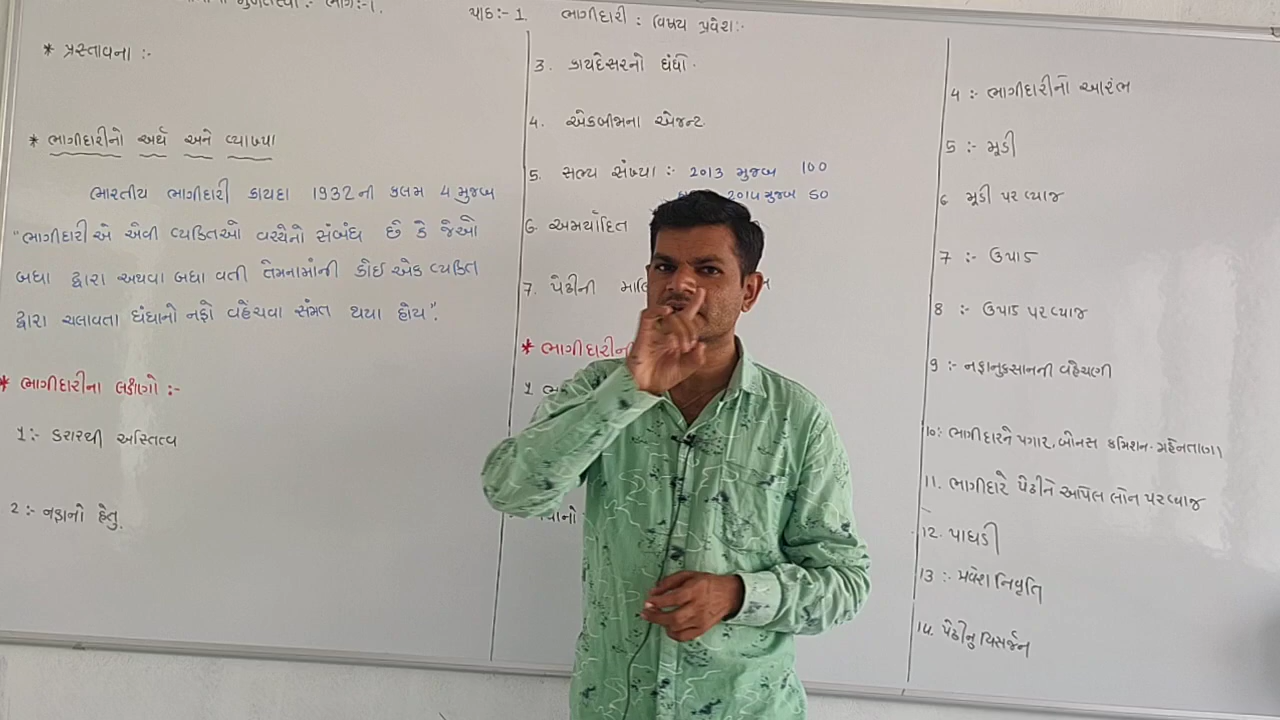 ભાગ:-1.
પાઠ:- 1. ભાગીદારી : વિષય પ્રવેશ:-
* પ્રસ્તાવના :-
* ભાગીદારીનો અર્થ અને વ્યાખ્યા
ભારતીય ભાગીદારી કાયદા 1932ની કલમ 4 મુજબ
"ભાગીદારી એ એવી વ્યક્તિઓ વચ્ચેનો સંબંધ છે કે જેઓ
બધા દ્વારા અથવા બધા વતી તેમનામાંની કોઈ એક વ્યક્તિ
દ્વારા ચલાવતા ધંધાનો નફો વહેંચવા સંમત થયા હોય".
* ભાગીદારીના લક્ષણો :-
1:- કરારથી અસ્તિત્વ
2:- નફાનો હેતુ.
3. કાયદેસરનો ધંધો.
4. એકબીજાના એજન્ટ
5. સભ્ય સંખ્યા :- 2013 મુજબ 100
2014 મુજબ 50
6. અમર્યાદિત
7. પેઢીની
* ભાગીદારીન
1
4 :- ભાગીદારીનો આરંભ
5 :- મૂડી
6 મૂડી પર વ્યાજ
7 :- ઉપાડ
8 :- ઉપાડ પર વ્યાજ
9 :- નફાનુકસાનની વહેંચણી
10:- ભાગીદારને પગાર, બોનસ કમિશન. મહેનતાણા
11. ભાગીદારે પેઢીને આપેલ લોન પર વ્યાજ
12. પાઘડી
13 :- પ્રવેશ નિવૃતિ
14. પેઢીનુ વિસર્જન